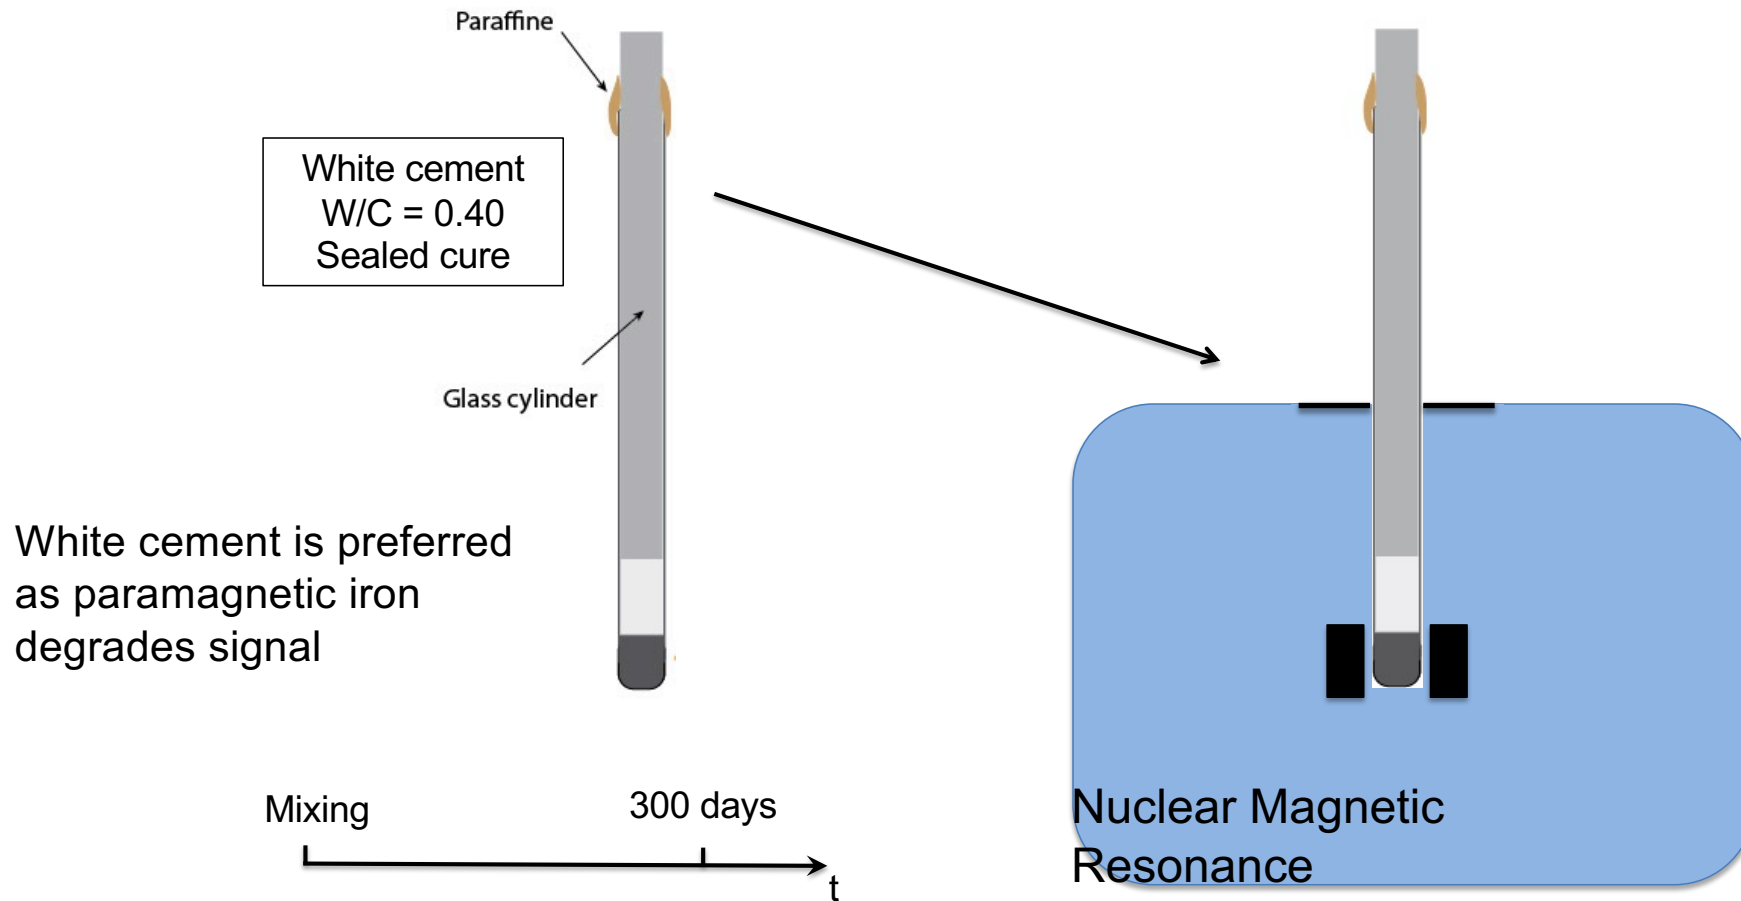 Paraffine
White cement
W/C = 0.40
Sealed cure
Glass cylinder
White cement is preferred
as paramagnetic iron
degrades signal
Mixing
300 days
t
Nuclear Magnetic
Resonance